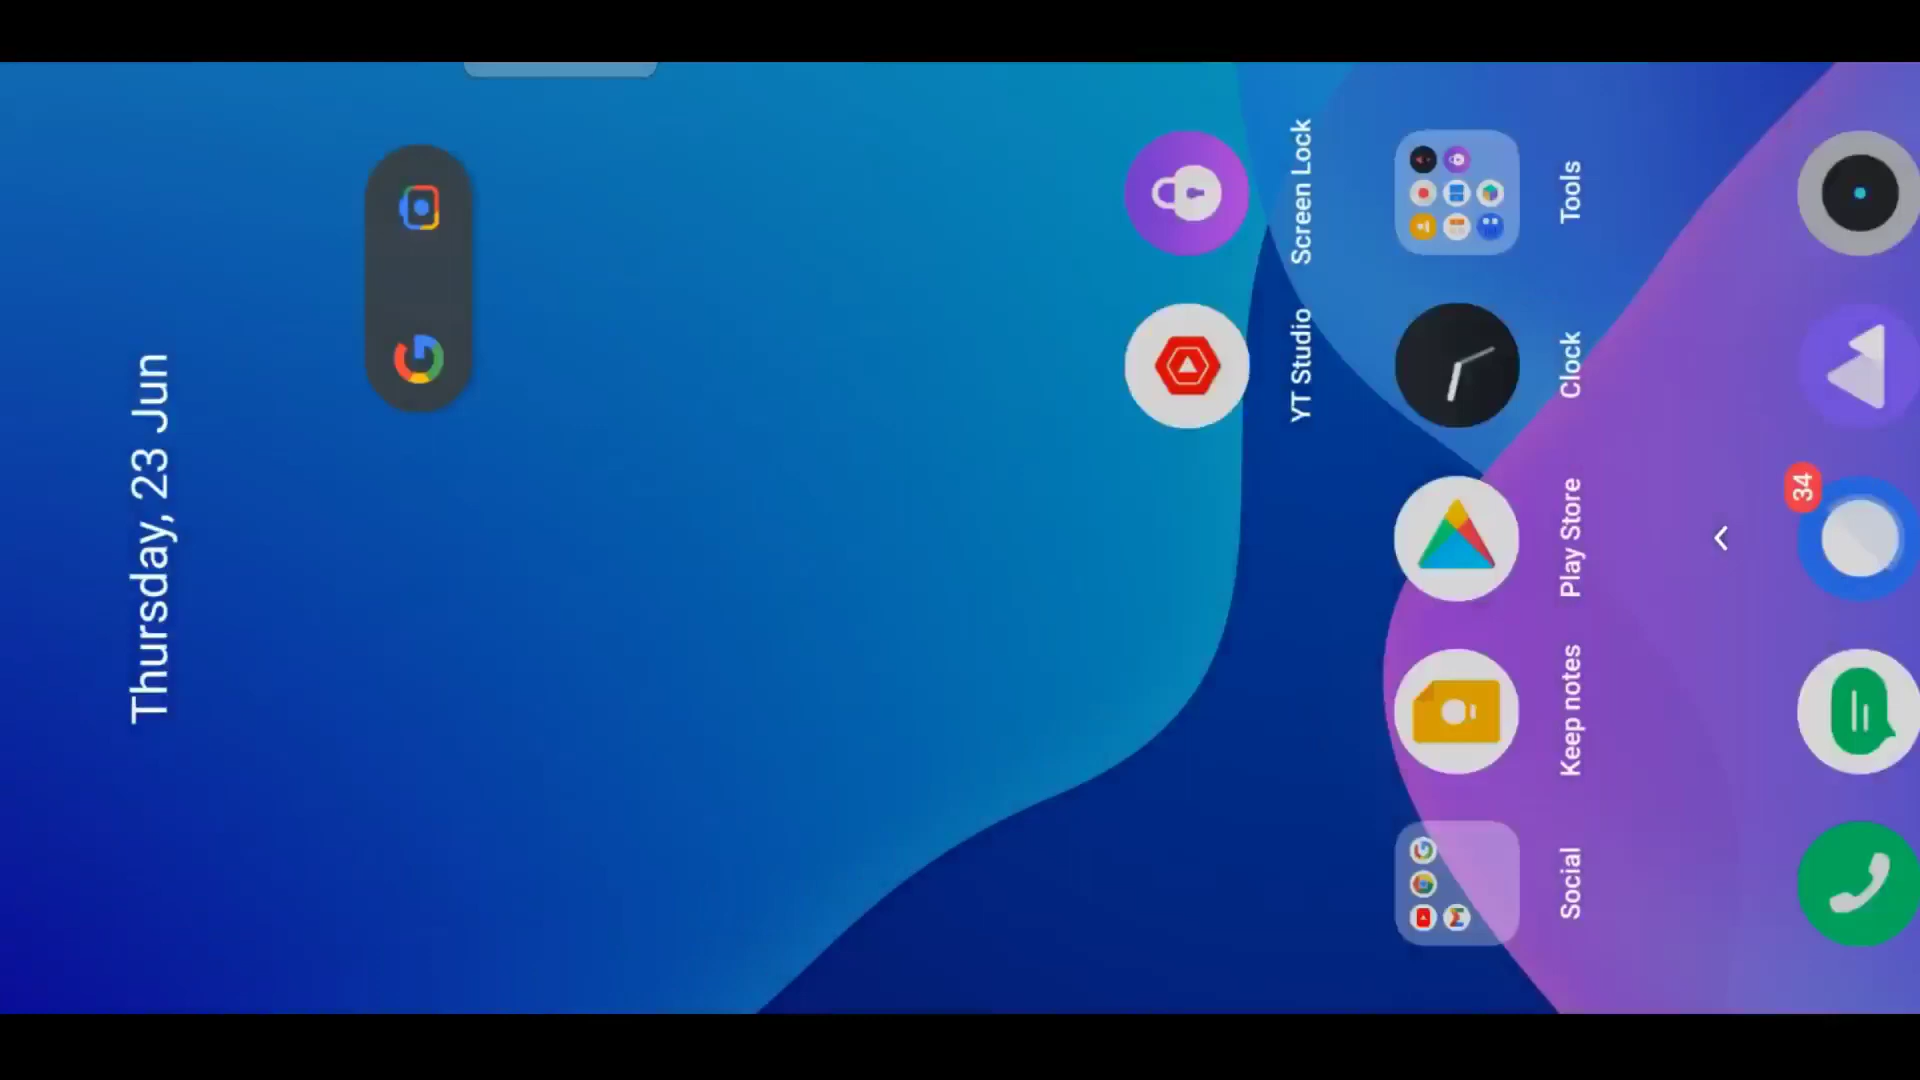 Thursday, 23 Jun
YT Studio
Screen Lock
Social
Keep notes
Play Store
Clock
Tools
34